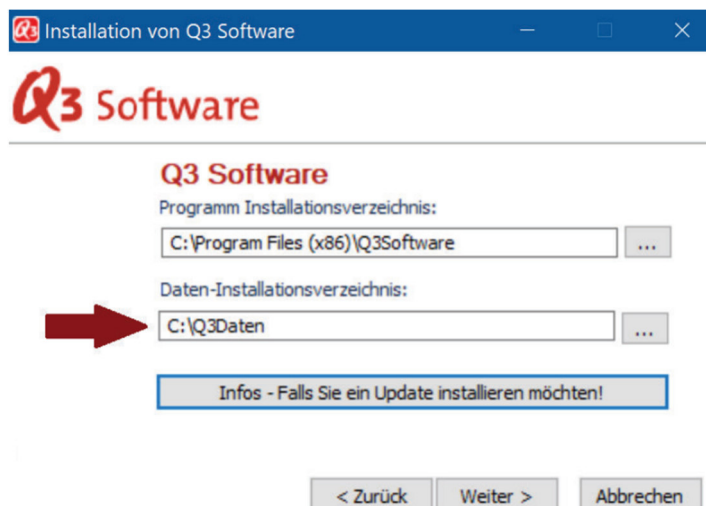 Installation von Q3 Software
Q3 Software
Q3 Software
Programm Installationsverzeichnis:
C:\Program Files (x86)\Q3Software
...
Daten-Installationsverzeichnis:
C:\Q3Daten
...
Infos - Falls Sie ein Update installieren möchten!
< Zurück Weiter > Abbrechen